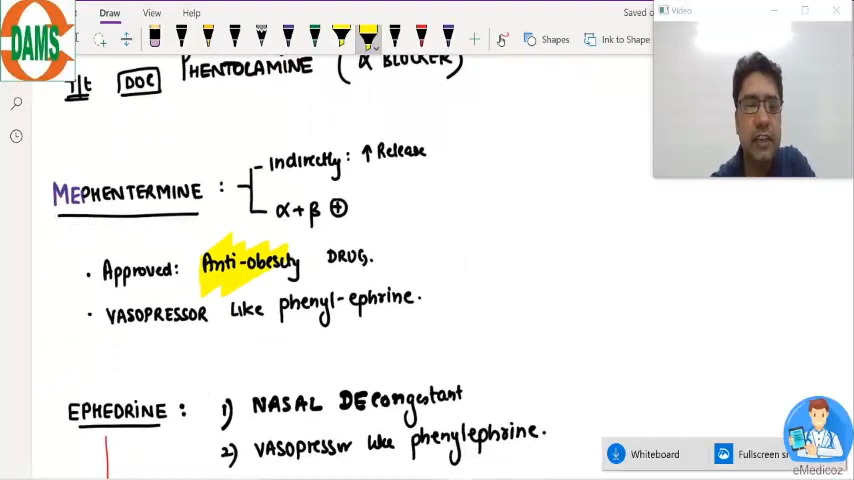 Draw
View
Window
Help
Saved o
Video
DAMS
Shapes
Ink to Shape
T/t DOC PHENTOLAMINE (α BLOCKER)
MEPHENTERMINE :
Indirectly : ↑ Release
α + β ⊕
· Approved : Anti-obesity DRUG.
· VASOPRESSOR like phenyl-ephrine.
EPHEDRINE : 1) NASAL DEcongestant
2) VASOPRESSOR like phenylephrine.
Whiteboard
Fullscreen s
eMedicoz